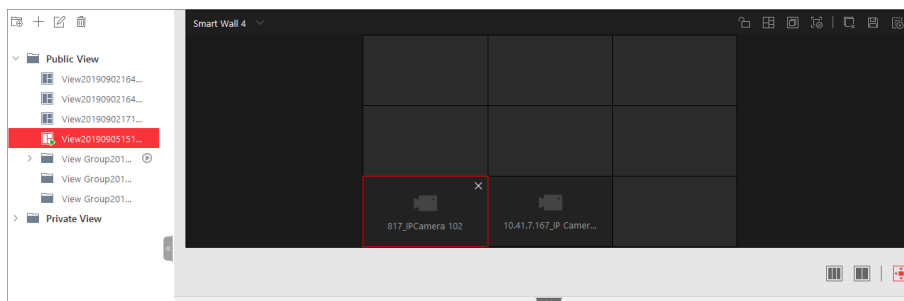 Smart Wall 4
Public View
View20190902164...
View20190902164...
View20190902171...
View20190905151...
View Group201...
View Group201...
View Group201...
Private View
817_IPCamera 102
10.41.7.167_IP Camer...